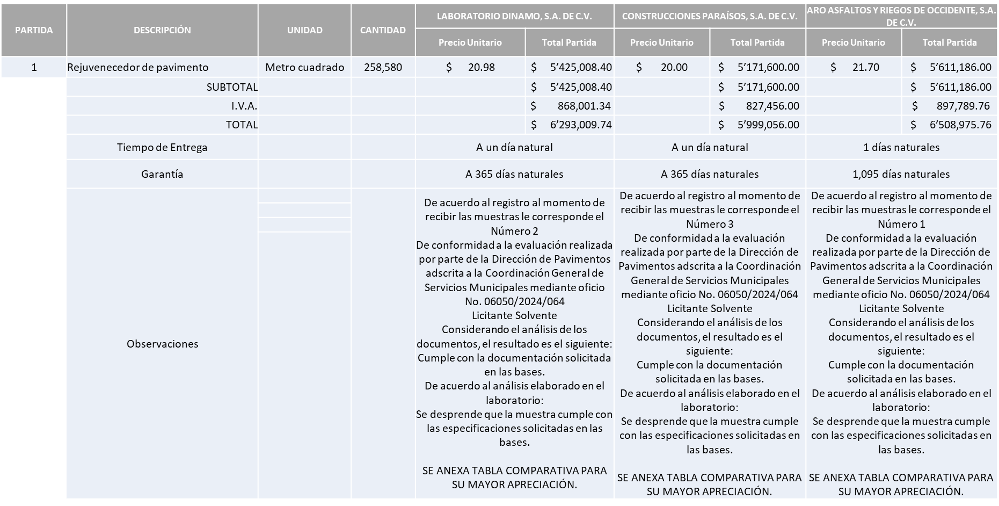 PARTIDA
DESCRIPCIÓN
UNIDAD
CANTIDAD
LABORATORIO DINAMO, S.A. DE C.V.
CONSTRUCCIONES PARAÍSOS, S.A. DE C.V.
ARO ASFALTOS Y RIEGOS DE OCCIDENTE, S.A.
DE C.V.
Precio Unitario
Total Partida
Precio Unitario
Total Partida
Precio Unitario
Total Partida
1 Rejuvenecedor de pavimento Metro cuadrado 258,580 $ 20.98 $ 5’425,008.40 $ 20.00 $ 5’171,600.00 $ 21.70 $ 5’611,186.00
SUBTOTAL $ 5’425,008.40 $ 5’171,600.00 $ 5’611,186.00
I.V.A. $ 868,001.34 $ 827,456.00 $ 897,789.76
TOTAL $ 6’293,009.74 $ 5’999,056.00 $ 6’508,975.76
Tiempo de Entrega A un día natural A un día natural 1 días naturales
Garantía A 365 días naturales A 365 días naturales 1,095 días naturales
Observaciones
De acuerdo al registro al momento de
recibir las muestras le corresponde el
Número 2
De conformidad a la evaluación realizada
por parte de la Dirección de Pavimentos
adscrita a la Coordinación General de
Servicios Municipales mediante oficio
No. 06050/2024/064
Licitante Solvente
Considerando el análisis de los
documentos, el resultado es el siguiente:
Cumple con la documentación solicitada
en las bases.
De acuerdo al análisis elaborado en el
laboratorio:
Se desprende que la muestra cumple con
las especificaciones solicitadas en las
bases.
SE ANEXA TABLA COMPARATIVA PARA
SU MAYOR APRECIACIÓN.
De acuerdo al registro al momento de
recibir las muestras le corresponde el
Número 3
De conformidad a la evaluación
realizada por parte de la Dirección de
Pavimentos adscrita a la Coordinación
General de Servicios Municipales
mediante oficio No. 06050/2024/064
Licitante Solvente
Considerando el análisis de los
documentos, el resultado es el
siguiente:
Cumple con la documentación
solicitada en las bases.
De acuerdo al análisis elaborado en el
laboratorio:
Se desprende que la muestra cumple
con las especificaciones solicitadas en
las bases.
SE ANEXA TABLA COMPARATIVA PARA
SU MAYOR APRECIACIÓN.
De acuerdo al registro al momento de
recibir las muestras le corresponde el
Número 1
De conformidad a la evaluación
realizada por parte de la Dirección de
Pavimentos adscrita a la Coordinación
General de Servicios Municipales
mediante oficio No. 06050/2024/064
Licitante Solvente
Considerando el análisis de los
documentos, el resultado es el
siguiente:
Cumple con la documentación
solicitada en las bases.
De acuerdo al análisis elaborado en el
laboratorio:
Se desprende que la muestra cumple
con las especificaciones solicitadas en
las bases.
SE ANEXA TABLA COMPARATIVA PARA
SU MAYOR APRECIACIÓN.